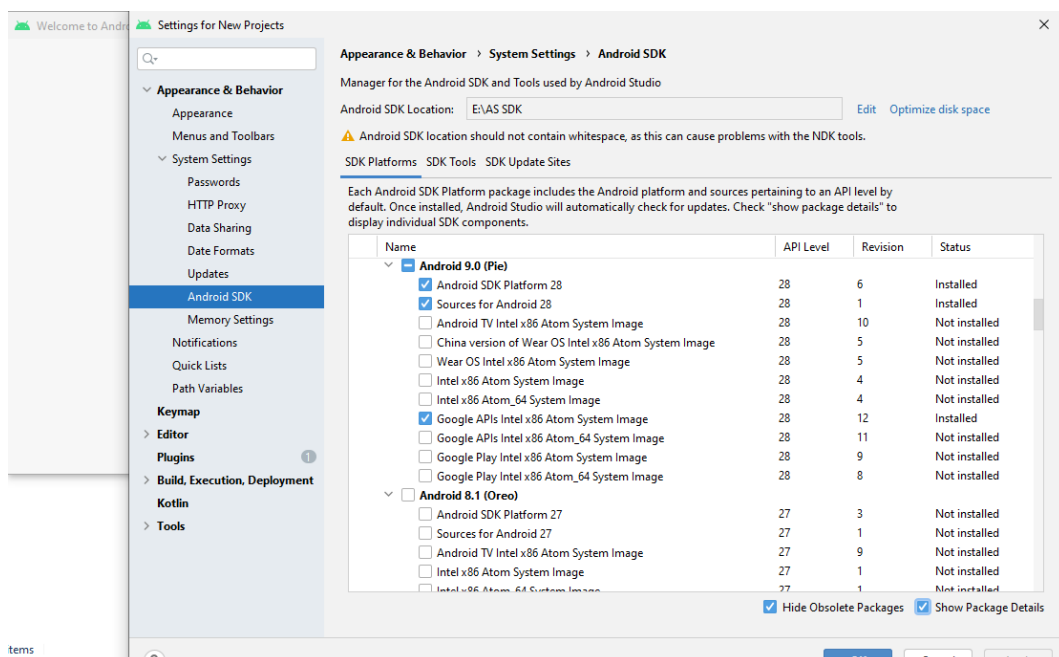 Welcome to Andro
Settings for New Projects
Appearance & Behavior
Appearance
Menus and Toolbars
System Settings
Passwords
HTTP Proxy
Data Sharing
Date Formats
Updates
Android SDK
Memory Settings
Notifications
Quick Lists
Path Variables
Keymap
Editor
Plugins 1
Build, Execution, Deployment
Kotlin
Tools
Appearance & Behavior > System Settings > Android SDK
Manager for the Android SDK and Tools used by Android Studio
Android SDK Location: E:\AS SDK Edit Optimize disk space
Android SDK location should not contain whitespace, as this can cause problems with the NDK tools.
SDK Platforms SDK Tools SDK Update Sites
Each Android SDK Platform package includes the Android platform and sources pertaining to an API level by
default. Once installed, Android Studio will automatically check for updates. Check "show package details" to
display individual SDK components.
Name API Level Revision Status
Android 9.0 (Pie)
Android SDK Platform 28 28 6 Installed
Sources for Android 28 28 1 Installed
Android TV Intel x86 Atom System Image 28 10 Not installed
China version of Wear OS Intel x86 Atom System Image 28 5 Not installed
Wear OS Intel x86 Atom System Image 28 5 Not installed
Intel x86 Atom System Image 28 4 Not installed
Intel x86 Atom_64 System Image 28 4 Not installed
Google APIs Intel x86 Atom System Image 28 12 Installed
Google APIs Intel x86 Atom_64 System Image 28 11 Not installed
Google Play Intel x86 Atom System Image 28 9 Not installed
Google Play Intel x86 Atom_64 System Image 28 8 Not installed
Android 8.1 (Oreo)
Android SDK Platform 27 27 3 Not installed
Sources for Android 27 27 1 Not installed
Android TV Intel x86 Atom System Image 27 9 Not installed
Intel x86 Atom System Image 27 1 Not installed
Intel x86 Atom_64 System Image 27 1 Not installed
Hide Obsolete Packages Show Package Details
items